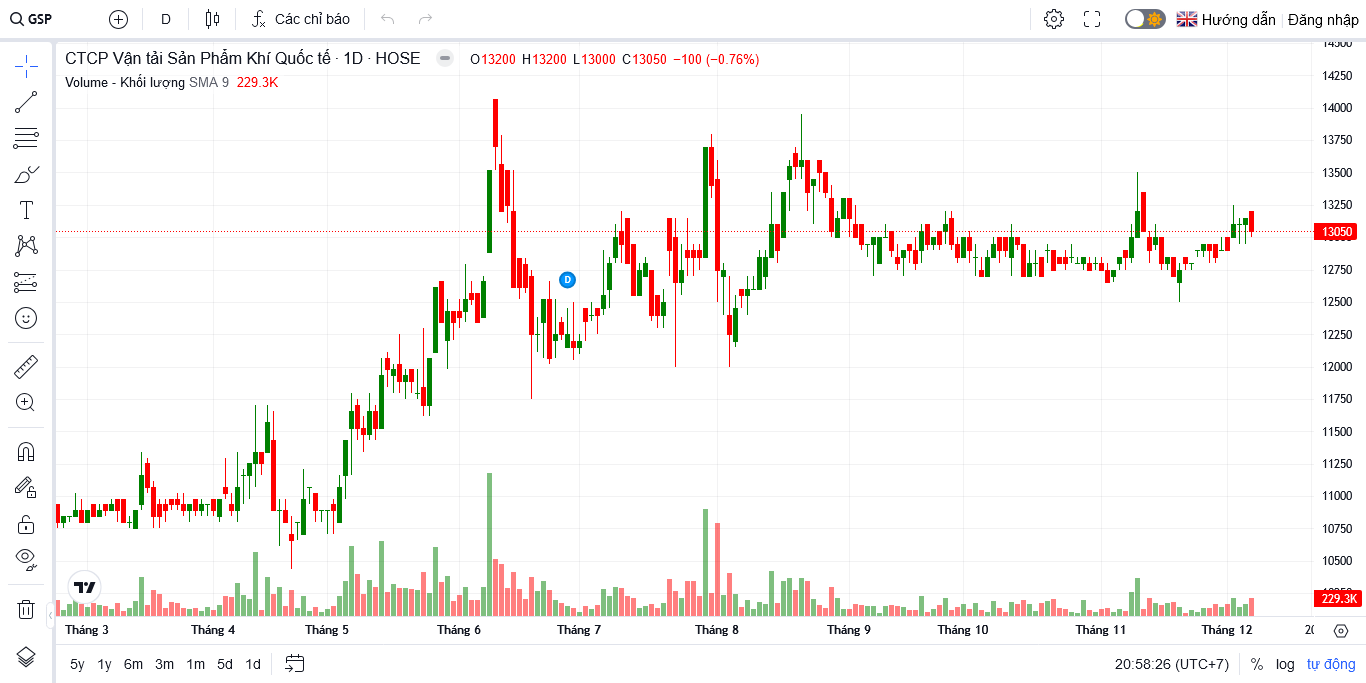 GSP D Các chỉ báo Hướng dẫn Đăng nhập
CTCP Vận tải Sản Phẩm Khí Quốc tế · 1D · HOSE O13200 H13200 L13000 C13050 −100 (−0.76%)
Volume - Khối lượng SMA 9 229.3K
14500
14250
14000
13750
13500
13250
13050
12750
12500
12250
12000
11750
11500
11250
11000
10750
10500
229.3K
D
Tháng 3 Tháng 4 Tháng 5 Tháng 6 Tháng 7 Tháng 8 Tháng 9 Tháng 10 Tháng 11 Tháng 12
5y 1y 6m 3m 1m 5d 1d 20:58:26 (UTC+7) % log tự động